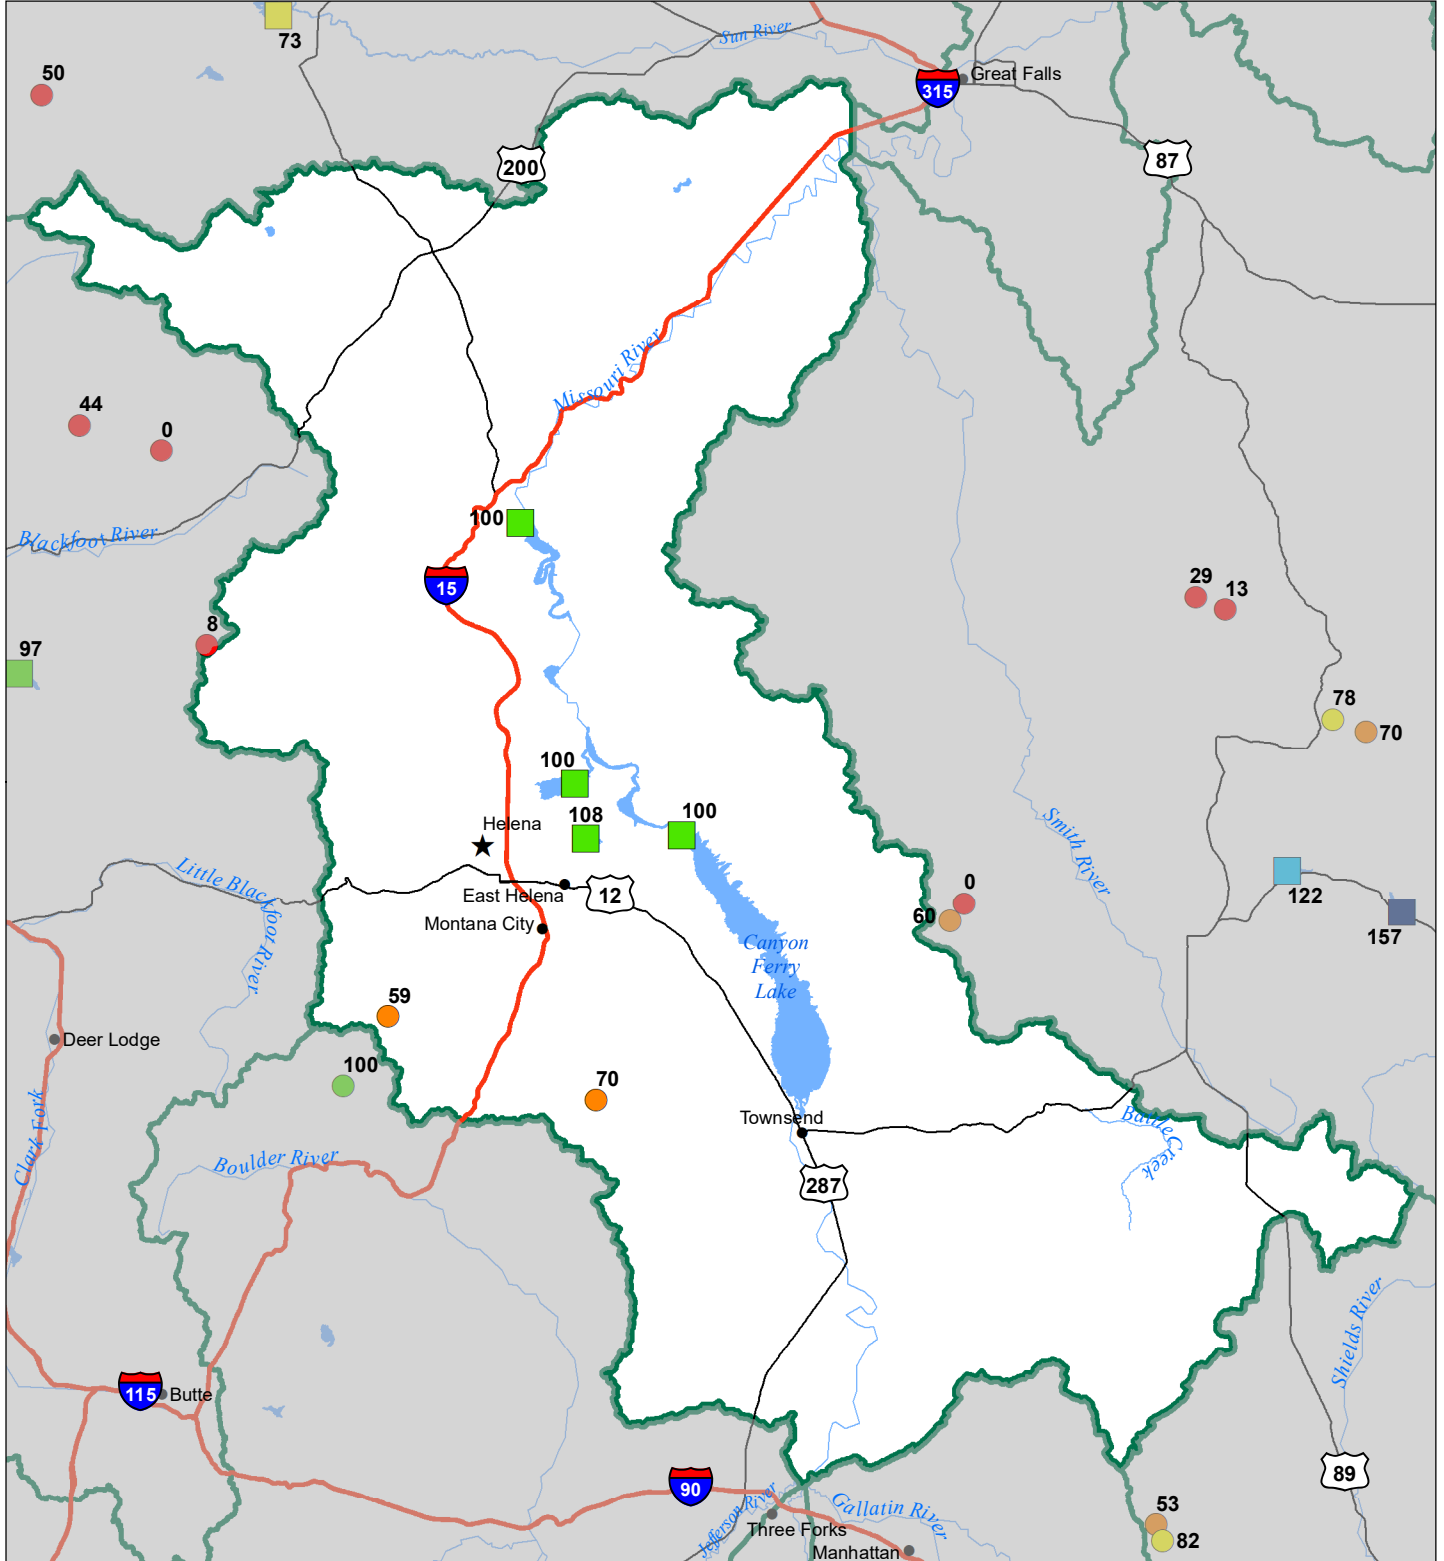 73
Sun River
50
Great Falls
315
200
87
Missouri River
44
0
100
Blackfoot River
15
29
13
8
97
78
70
100
108
100
Helena
Smith River
Little Blackfoot River
0
122
East Helena
12
60
157
Montana City
Canyon
Ferry
Lake
59
Deer Lodge
100
70
Clark Fork
Townsend
Battle Creek
Boulder River
287
Shields River
115
Butte
89
90
53
Jefferson River
Gallatin River
Three Forks
82
Manhattan